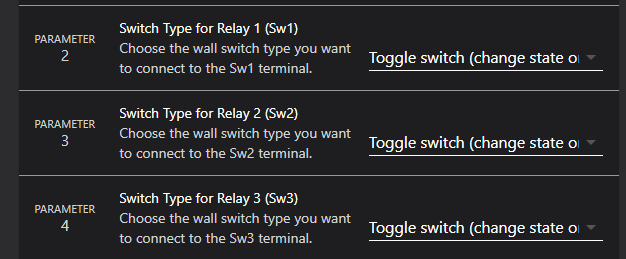 PARAMETER
2
Switch Type for Relay 1 (Sw1)
Choose the wall switch type you want
to connect to the Sw1 terminal.
Toggle switch (change state o
PARAMETER
3
Switch Type for Relay 2 (Sw2)
Choose the wall switch type you want
to connect to the Sw2 terminal.
Toggle switch (change state o
PARAMETER
4
Switch Type for Relay 3 (Sw3)
Choose the wall switch type you want
to connect to the Sw3 terminal.
Toggle switch (change state o